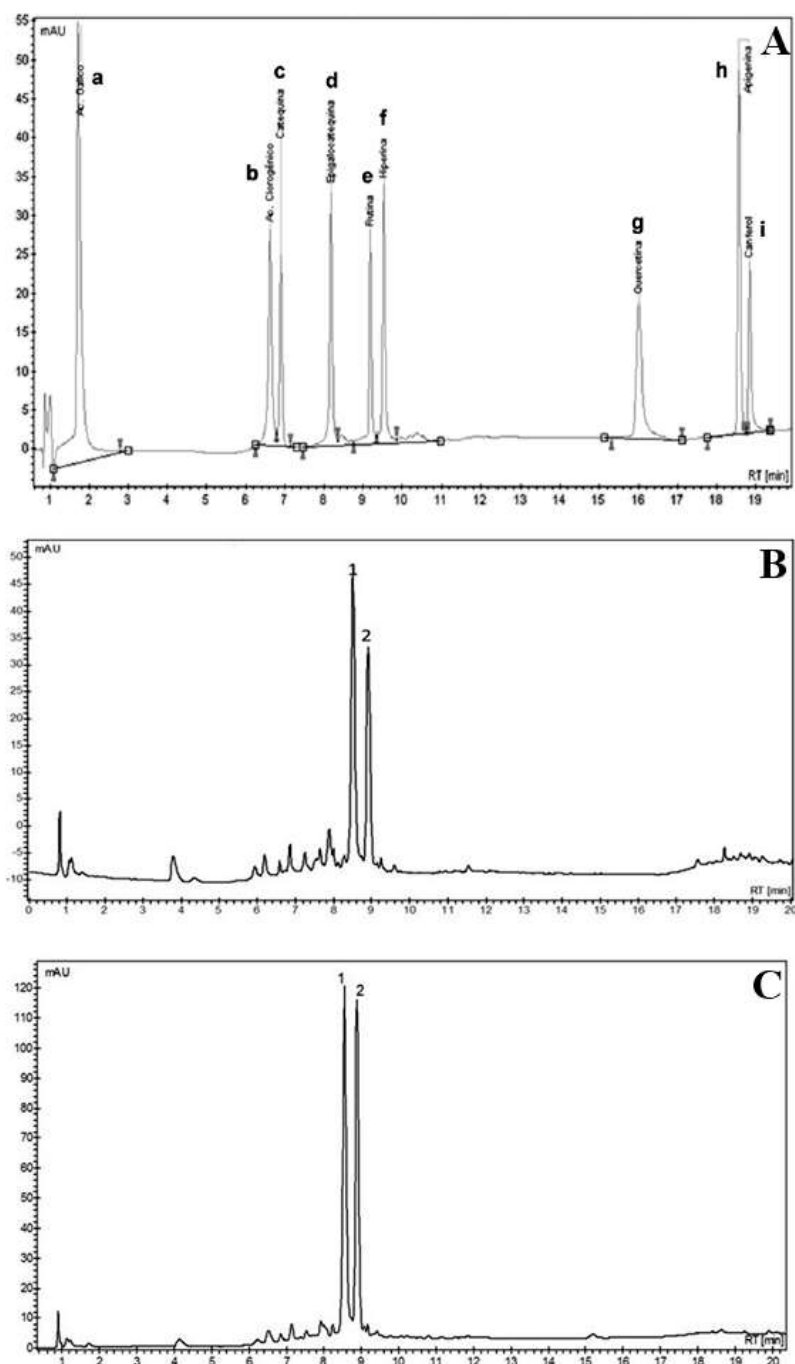 mAU
A
55
50
45
40
35
30
25
20
15
10
5
0
a
Ac. Galico
b
Ac. Clorogênico
c
Catequina
d
Epigalocatequina
e
Rutina
f
Hiperina
g
Quercetina
h
Apigenina
i
Canferol
RT [min]
1 2 3 4 5 6 7 8 9 10 11 12 13 14 15 16 17 18 19
mAU
B
50
45
40
35
30
25
20
15
10
5
0
-5
-10
1
2
RT [min]
0 1 2 3 4 5 6 7 8 9 10 11 12 13 14 15 16 17 18 19 20
mAU
C
120
110
100
90
80
70
60
50
40
30
20
10
0
1
2
RT [min]
1 2 3 4 5 6 7 8 9 10 11 12 13 14 15 16 17 18 19 20